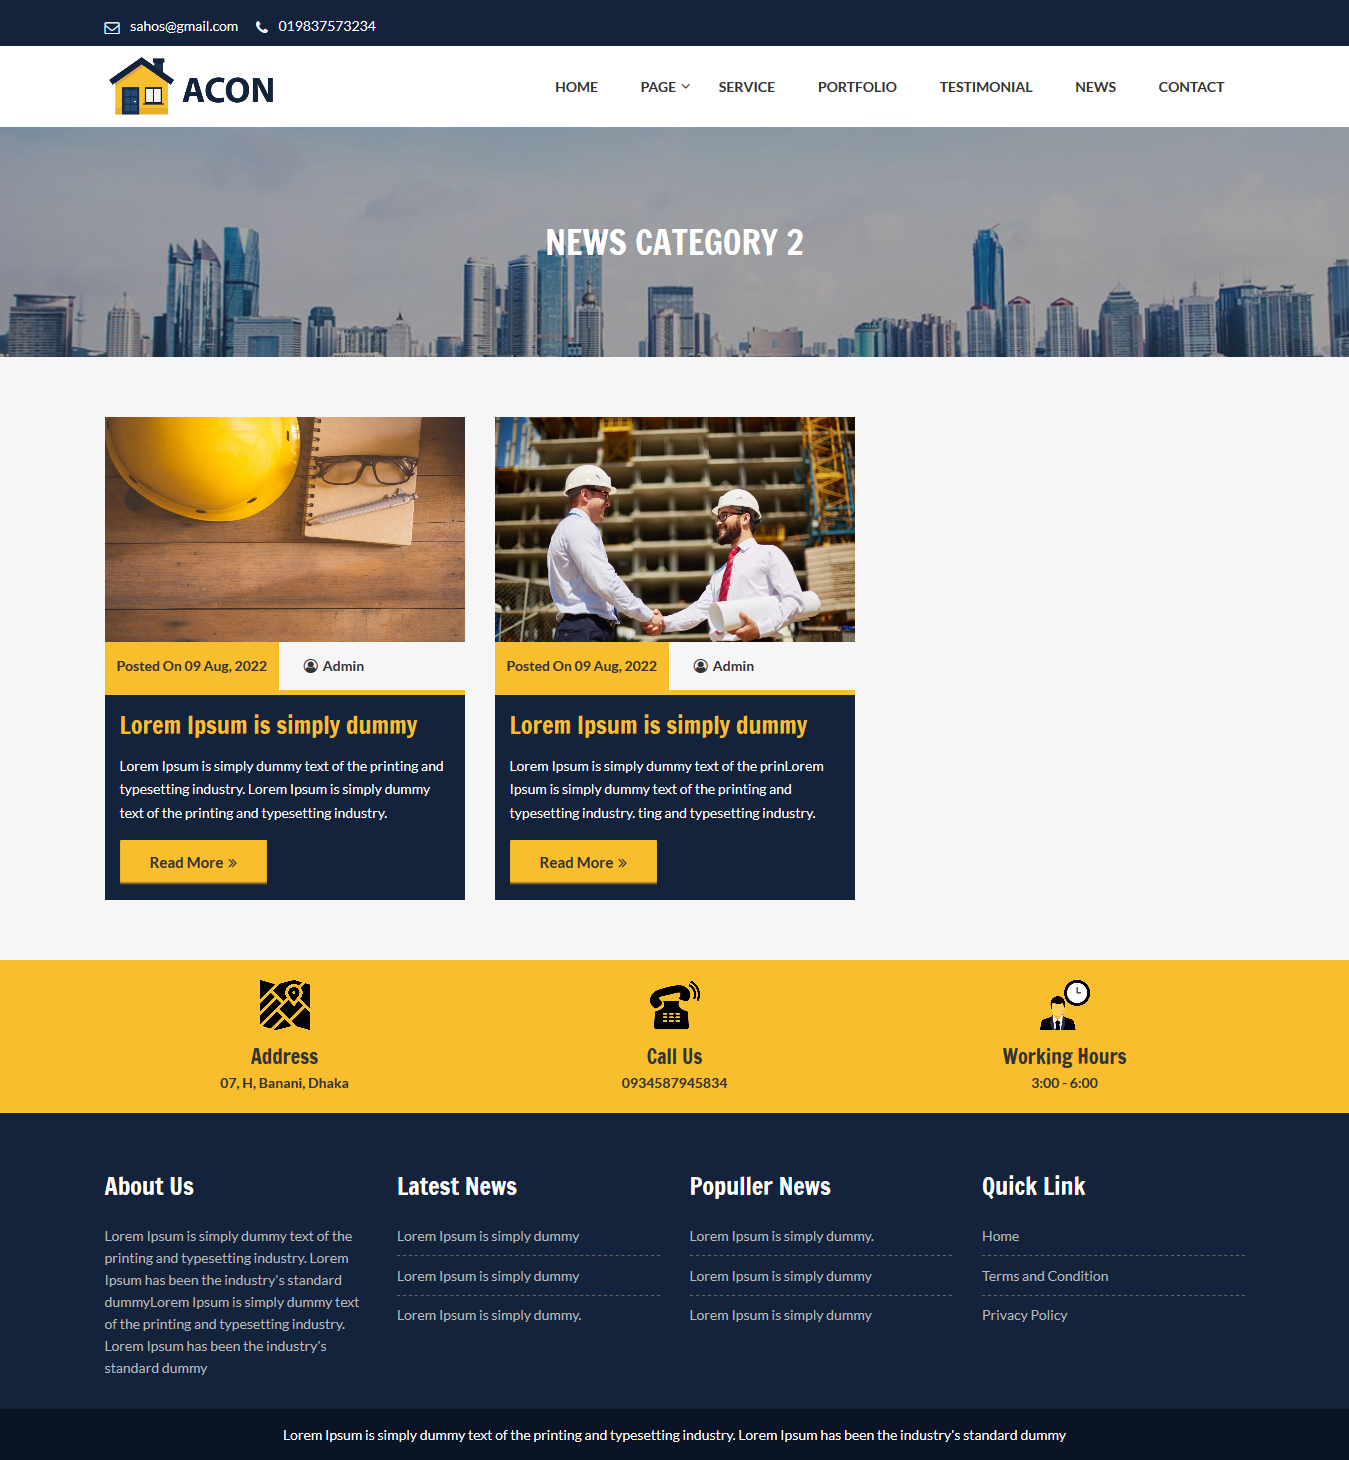 sahos@gmail.com 019837573234
ACON
HOME PAGE SERVICE PORTFOLIO TESTIMONIAL NEWS CONTACT
NEWS CATEGORY 2
Posted On 09 Aug, 2022 Admin
Lorem Ipsum is simply dummy
Lorem Ipsum is simply dummy text of the printing and
typesetting industry. Lorem Ipsum is simply dummy
text of the printing and typesetting industry.
Read More »
Posted On 09 Aug, 2022 Admin
Lorem Ipsum is simply dummy
Lorem Ipsum is simply dummy text of the prinLorem
Ipsum is simply dummy text of the printing and
typesetting industry. ting and typesetting industry.
Read More »
Address
07, H, Banani, Dhaka
Call Us
0934587945834
Working Hours
3:00 - 6:00
About Us
Lorem Ipsum is simply dummy text of the
printing and typesetting industry. Lorem
Ipsum has been the industry's standard
dummyLorem Ipsum is simply dummy text
of the printing and typesetting industry.
Lorem Ipsum has been the industry's
standard dummy
Latest News
Lorem Ipsum is simply dummy
Lorem Ipsum is simply dummy
Lorem Ipsum is simply dummy.
Populler News
Lorem Ipsum is simply dummy.
Lorem Ipsum is simply dummy
Lorem Ipsum is simply dummy
Quick Link
Home
Terms and Condition
Privacy Policy
Lorem Ipsum is simply dummy text of the printing and typesetting industry. Lorem Ipsum has been the industry's standard dummy